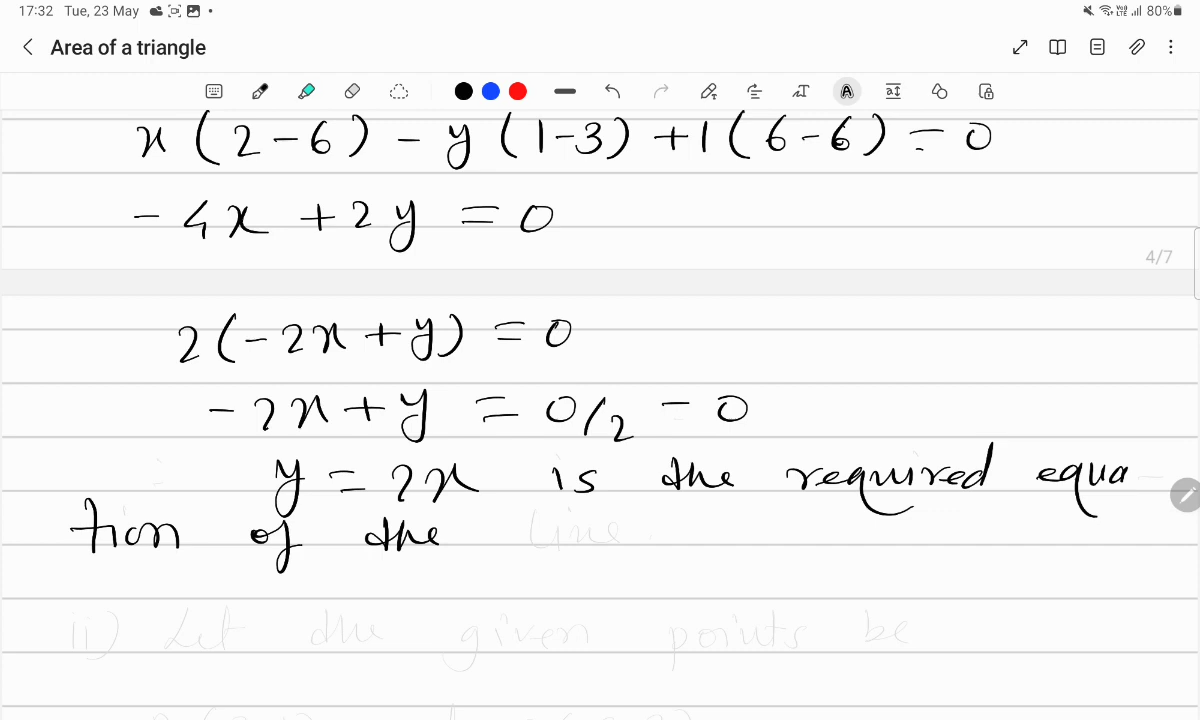 17:32 Tue, 23 May 80%
Area of a triangle
x ( 2 - 6 ) - y ( 1 - 3 ) + 1 ( 6 - 6 ) = 0
- 4x + 2y = 0
4/7
2 ( - 2x + y ) = 0
- 2x + y = 0/2 = 0
y = 2x is the required equa
tion of the line.
ii) Let the given points be